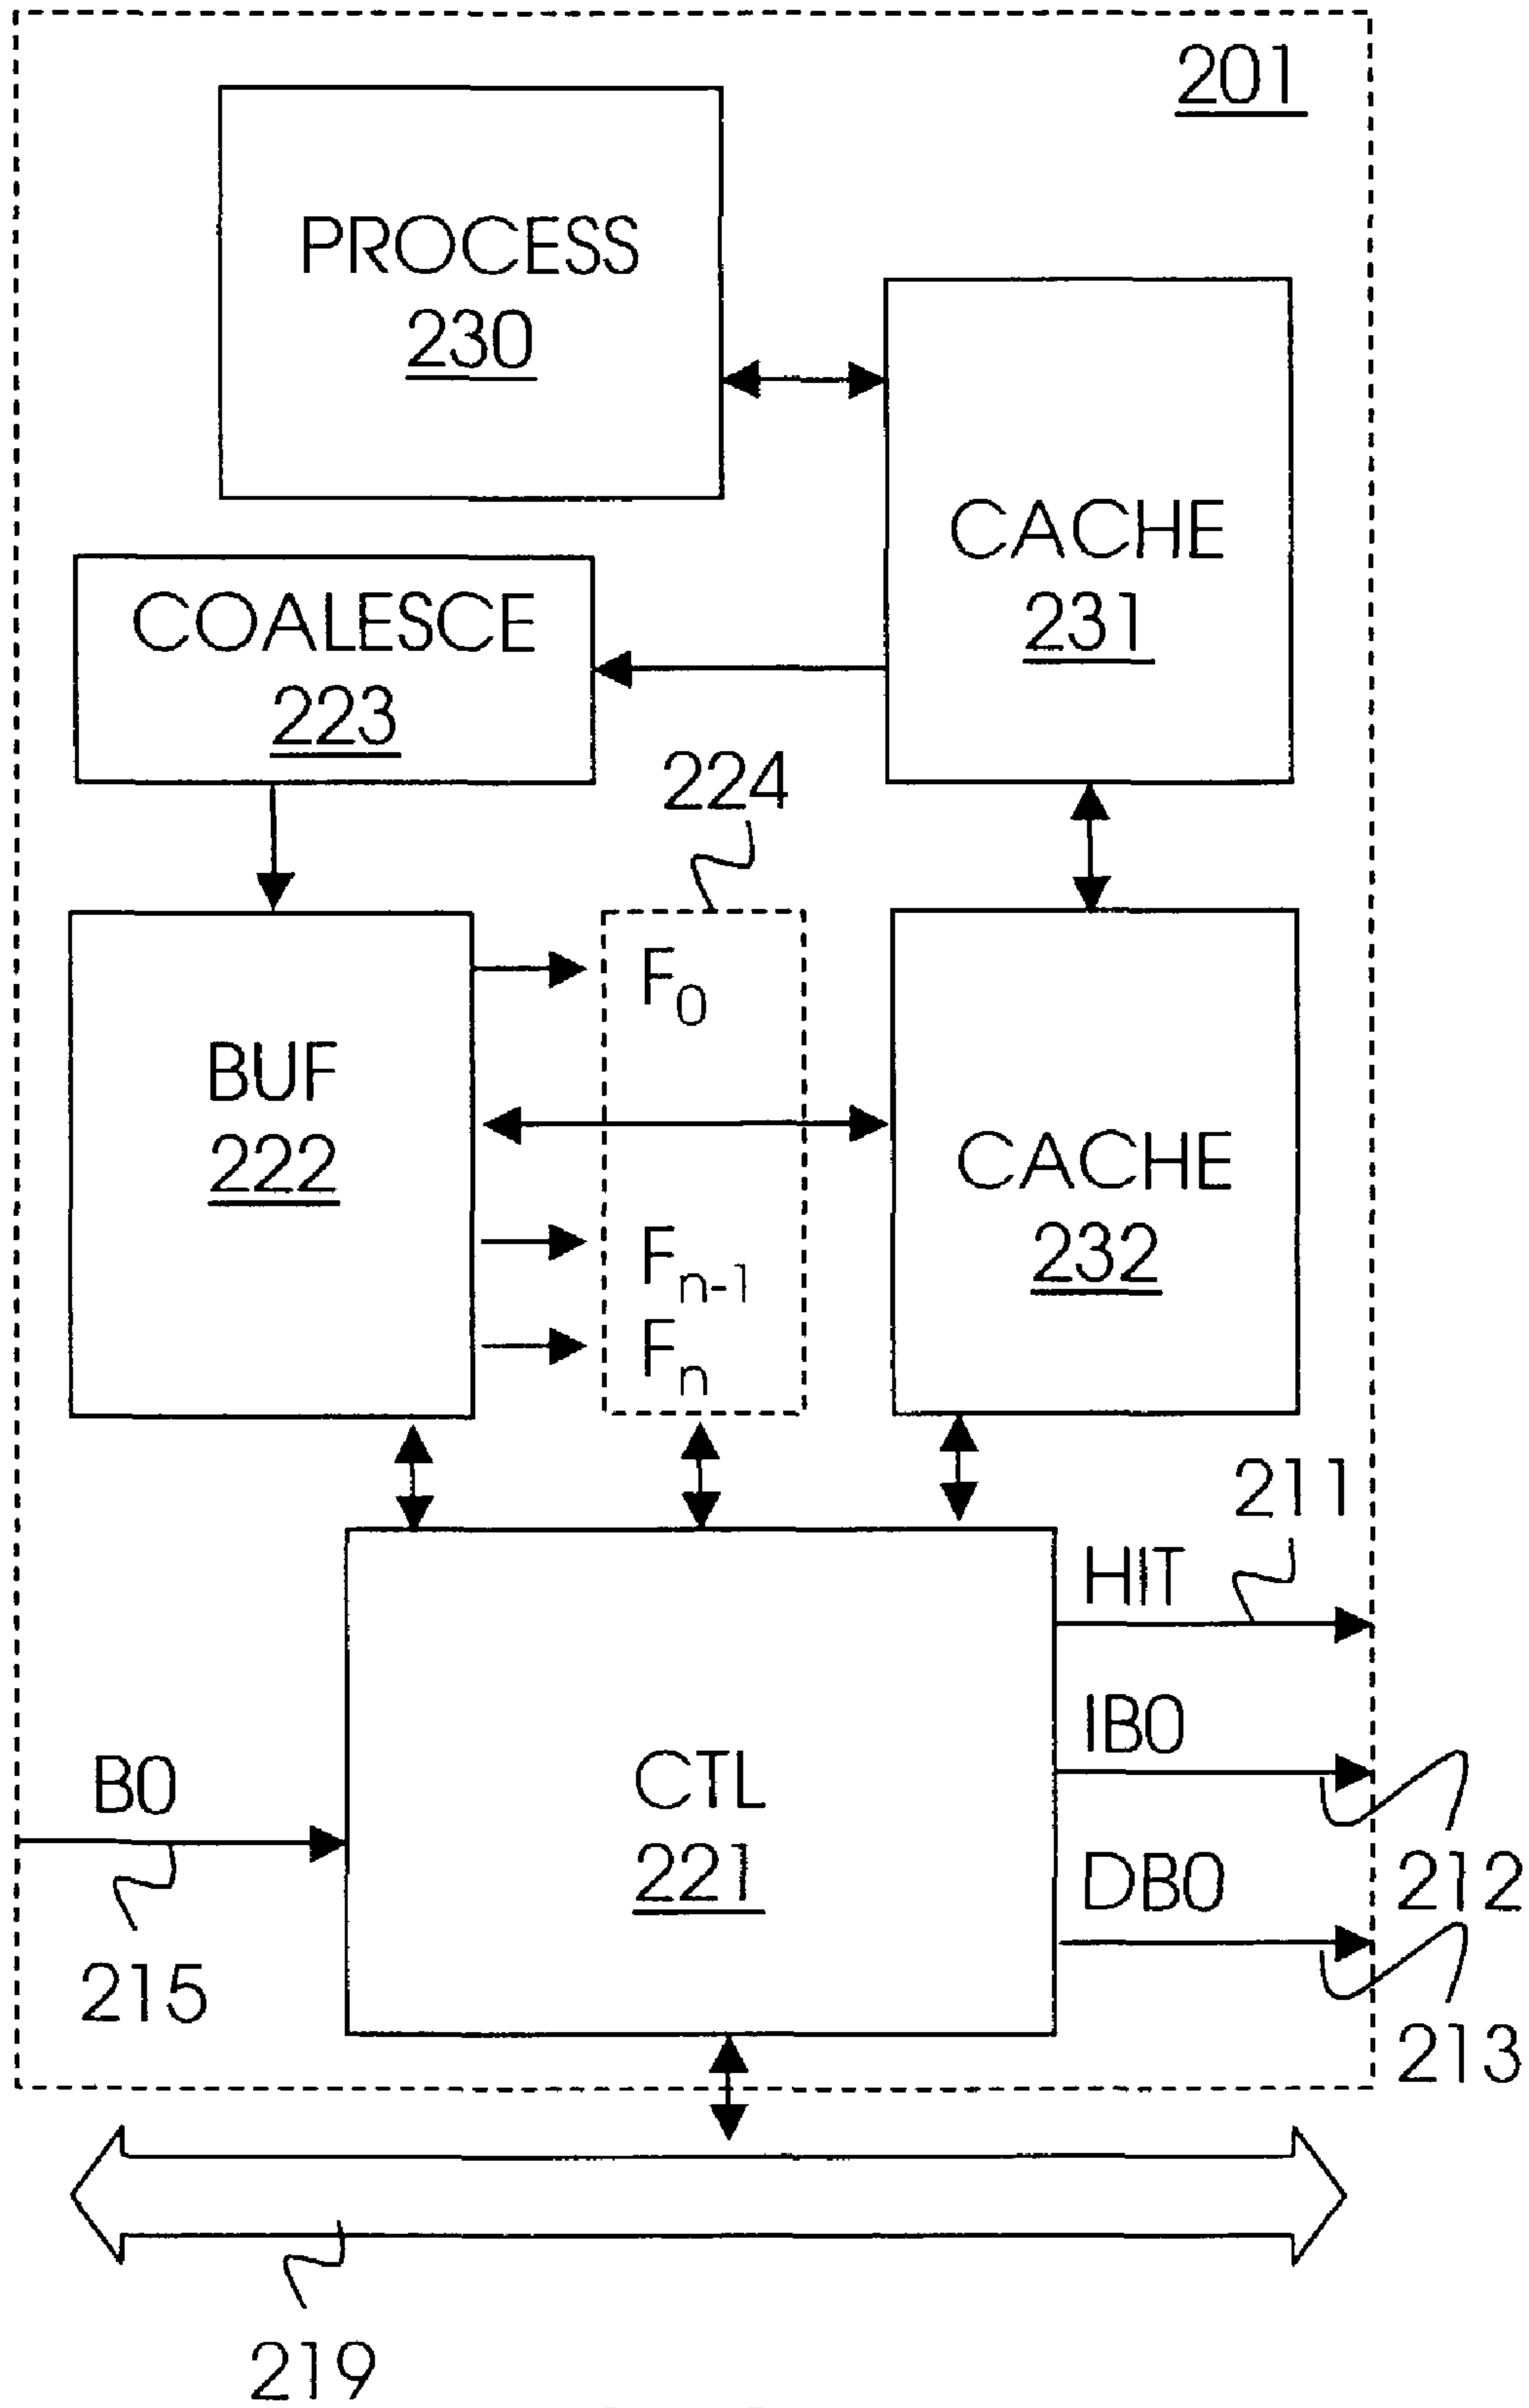 201
PROCESS
230
CACHE
231
COALESCE
223
224
F0
BUF
222
CACHE
232
Fn-1
Fn
211
HIT
IB0
B0
CTL
221
212
DB0
215
213
219